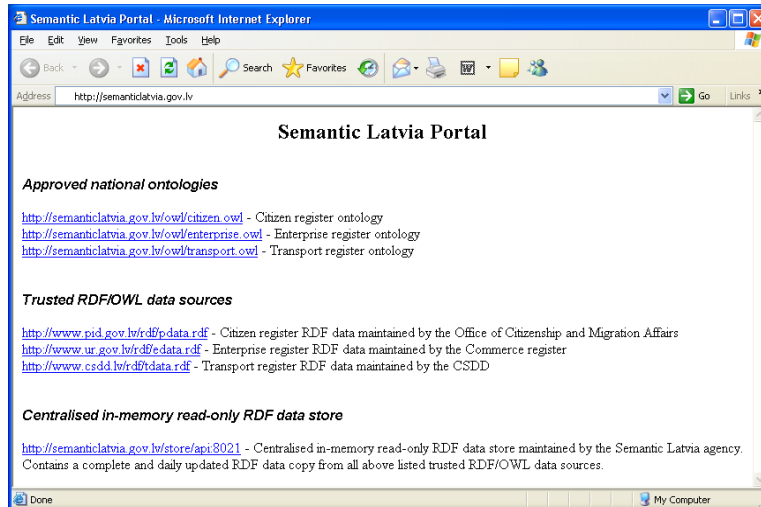 Semantic Latvia Portal - Microsoft Internet Explorer
File Edit View Favorites Tools Help
Back Search Favorites
Address http://semanticlatvia.gov.lv Go Links
Semantic Latvia Portal
Approved national ontologies
http://semanticlatvia.gov.lv/owl/citizen.owl - Citizen register ontology
http://semanticlatvia.gov.lv/owl/enterprise.owl - Enterprise register ontology
http://semanticlatvia.gov.lv/owl/transport.owl - Transport register ontology
Trusted RDF/OWL data sources
http://www.pid.gov.lv/rdf/pdata.rdf - Citizen register RDF data maintained by the Office of Citizenship and Migration Affairs
http://www.ur.gov.lv/rdf/edata.rdf - Enterprise register RDF data maintained by the Commerce register
http://www.csdd.lv/rdf/tdata.rdf - Transport register RDF data maintained by the CSDD
Centralised in-memory read-only RDF data store
http://semanticlatvia.gov.lv/store/api:8021 - Centralised in-memory read-only RDF data store maintained by the Semantic Latvia agency.
Contains a complete and daily updated RDF data copy from all above listed trusted RDF/OWL data sources.
Done My Computer